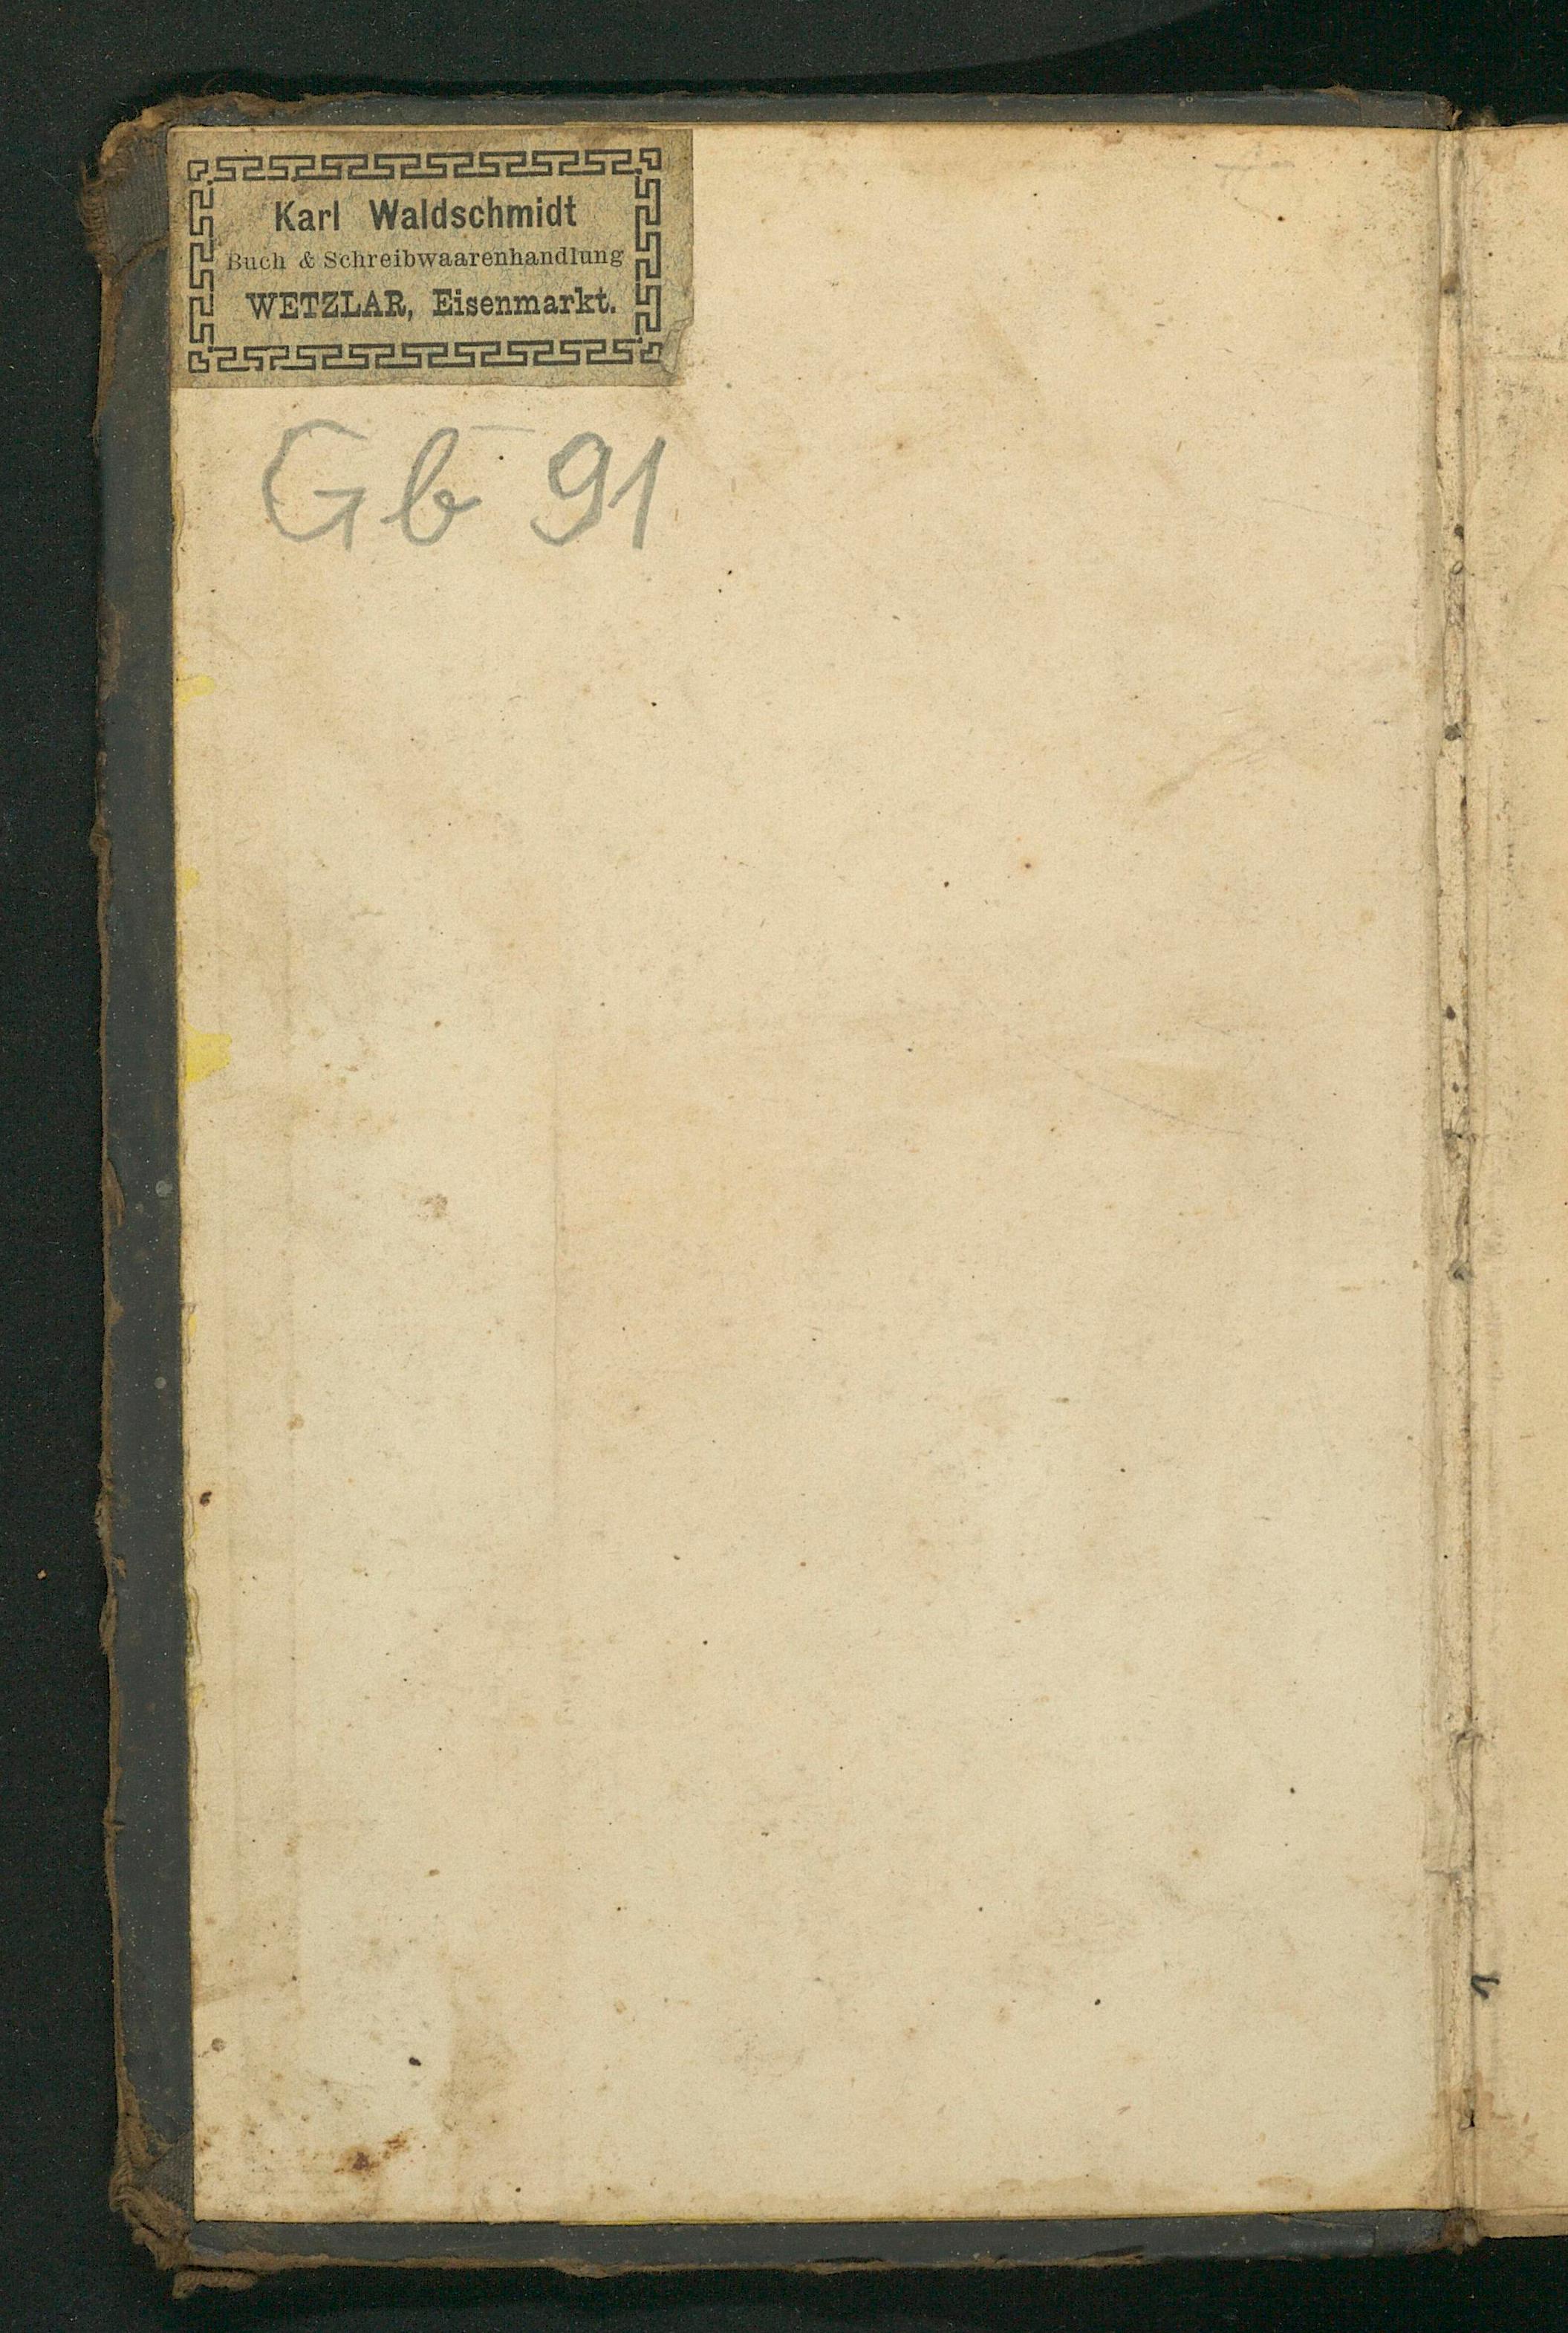 Karl Waldschmidt
Buch & Schreibwaarenhandlung
WETZLAR, Eisenmarkt.
Gb 91